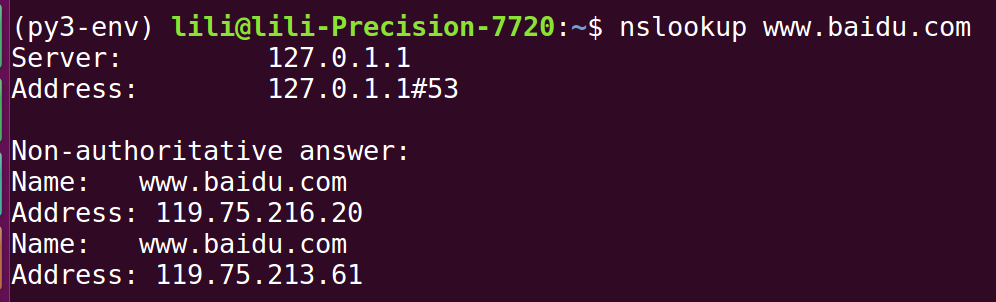 (py3-env) lili@lili-Precision-7720:~$ nslookup www.baidu.com
Server:         127.0.1.1
Address:        127.0.1.1#53

Non-authoritative answer:
Name:   www.baidu.com
Address: 119.75.216.20
Name:   www.baidu.com
Address: 119.75.213.61